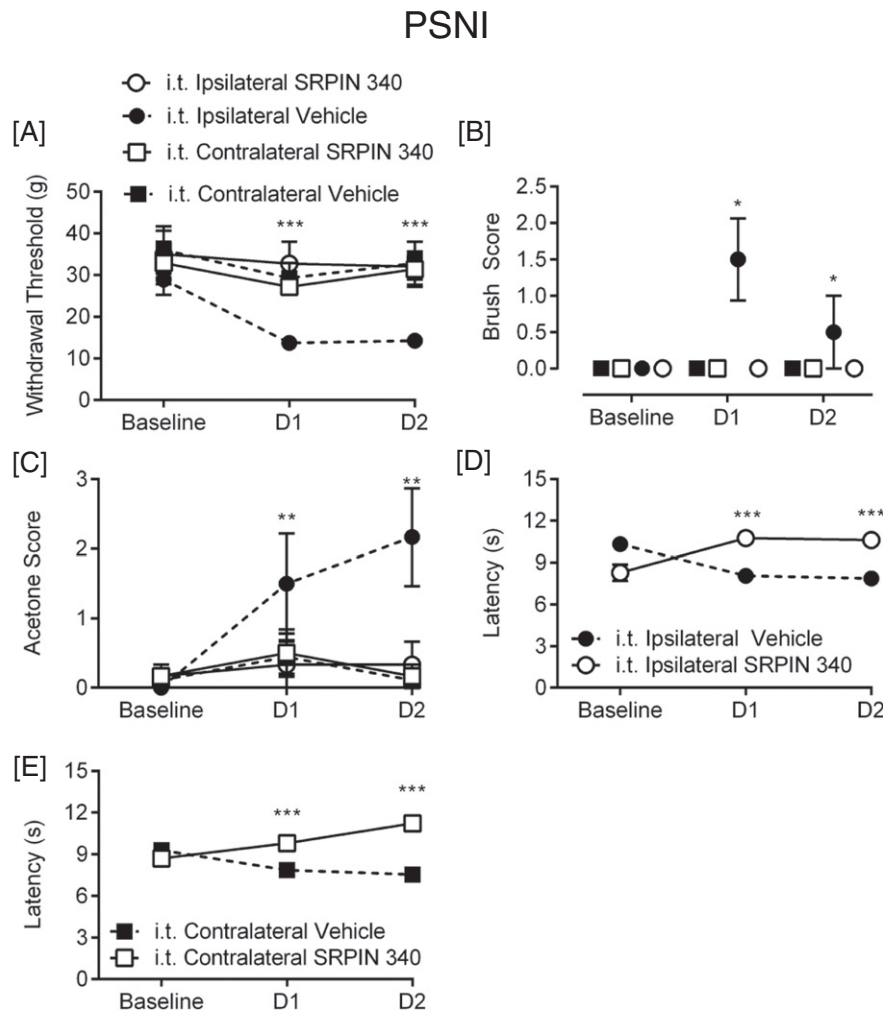 PSNI
i.t. Ipsilateral SRPIN 340
i.t. Ipsilateral Vehicle
i.t. Contralateral SRPIN 340
i.t. Contralateral Vehicle
[A]
Withdrawal Threshold (g)
50
40
30
20
10
0
*** ***
Baseline D1 D2
[B]
Brush Score
2.5
2.0
1.5
1.0
0.5
0.0
* *
Baseline D1 D2
[C]
Acetone Score
3
2
1
0
** **
Baseline D1 D2
[D]
Latency (s)
15
12
9
6
3
0
*** ***
i.t. Ipsilateral Vehicle
i.t. Ipsilateral SRPIN 340
Baseline D1 D2
[E]
Latency (s)
15
12
9
6
3
0
*** ***
i.t. Contralateral Vehicle
i.t. Contralateral SRPIN 340
Baseline D1 D2